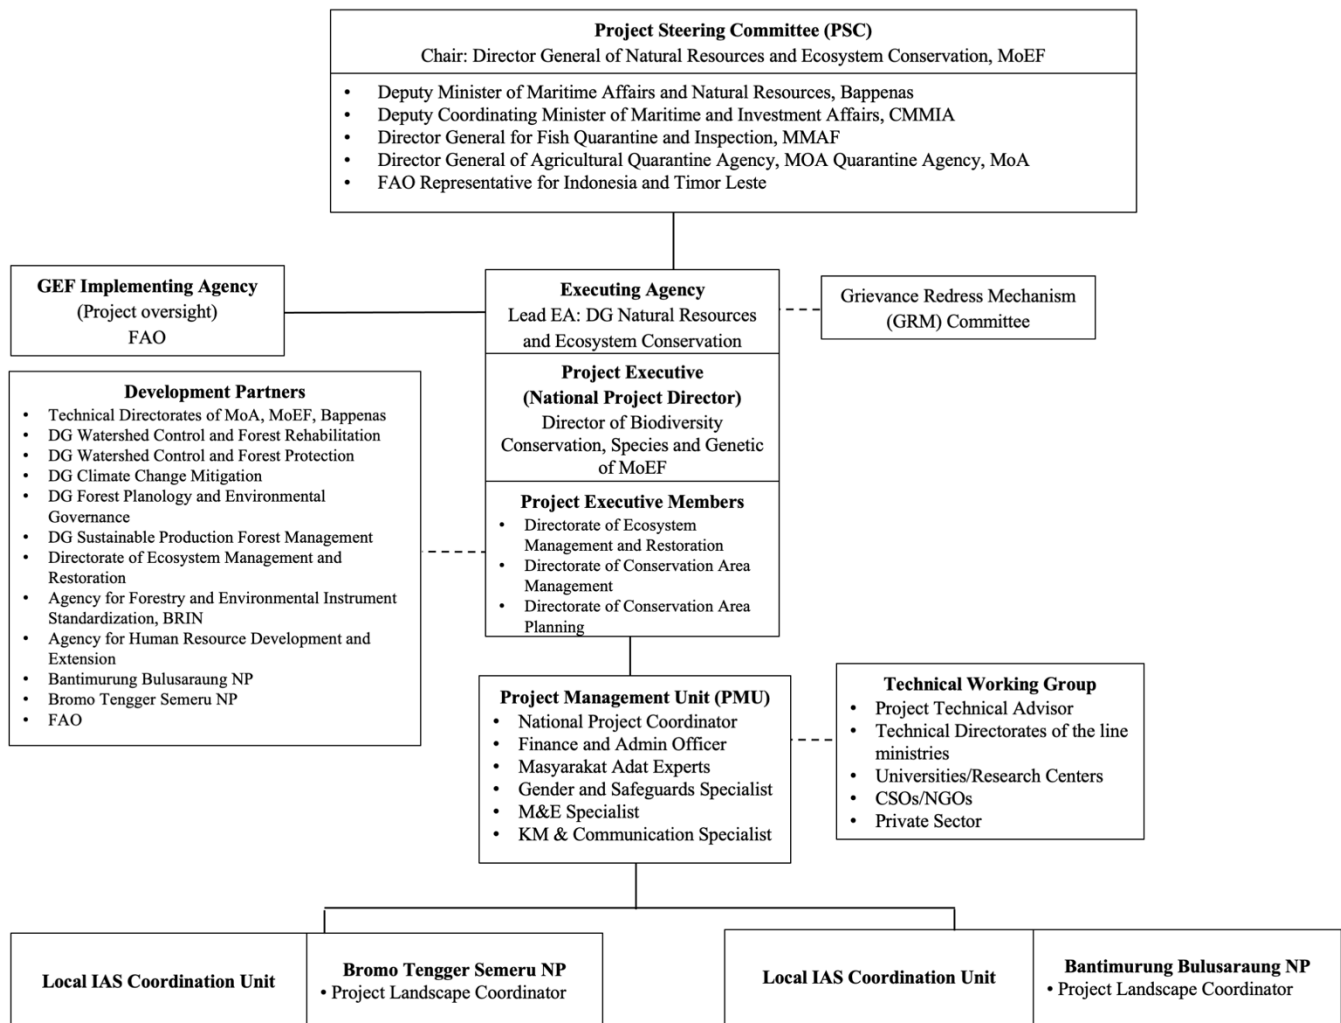 Project Steering Committee (PSC)
Chair: Director General of Natural Resources and Ecosystem Conservation, MoEF
• Deputy Minister of Maritime Affairs and Natural Resources, Bappenas
• Deputy Coordinating Minister of Maritime and Investment Affairs, CMMIA
• Director General for Fish Quarantine and Inspection, MMAF
• Director General of Agricultural Quarantine Agency, MOA Quarantine Agency, MoA
• FAO Representative for Indonesia and Timor Leste
GEF Implementing Agency
(Project oversight)
FAO
Executing Agency
Lead EA: DG Natural Resources
and Ecosystem Conservation
Grievance Redress Mechanism
(GRM) Committee
Project Executive
(National Project Director)
Director of Biodiversity
Conservation, Species and Genetic
of MoEF
Development Partners
• Technical Directorates of MoA, MoEF, Bappenas
• DG Watershed Control and Forest Rehabilitation
• DG Watershed Control and Forest Protection
• DG Climate Change Mitigation
• DG Forest Planology and Environmental
Governance
• DG Sustainable Production Forest Management
• Directorate of Ecosystem Management and
Restoration
• Agency for Forestry and Environmental Instrument
Standardization, BRIN
• Agency for Human Resource Development and
Extension
• Bantimurung Bulusaraung NP
• Bromo Tengger Semeru NP
• FAO
Project Executive Members
• Directorate of Ecosystem
Management and Restoration
• Directorate of Conservation Area
Management
• Directorate of Conservation Area
Planning
Project Management Unit (PMU)
• National Project Coordinator
• Finance and Admin Officer
• Masyarakat Adat Experts
• Gender and Safeguards Specialist
• M&E Specialist
• KM & Communication Specialist
Technical Working Group
• Project Technical Advisor
• Technical Directorates of the line
ministries
• Universities/Research Centers
• CSOs/NGOs
• Private Sector
Local IAS Coordination Unit
Bromo Tengger Semeru NP
• Project Landscape Coordinator
Local IAS Coordination Unit
Bantimurung Bulusaraung NP
• Project Landscape Coordinator